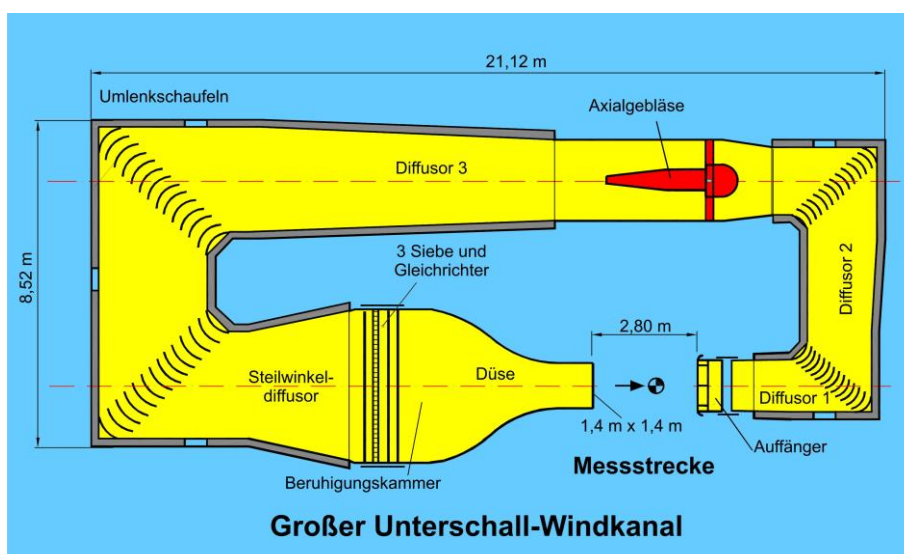 21,12 m
Umlenkschaufeln
Axialgebläse
Diffusor 3
8,52 m
3 Siebe und
Gleichrichter
Diffusor 2
2,80 m
Steilwinkel-
diffusor
Düse
Diffusor 1
1,4 m x 1,4 m
Auffänger
Messstrecke
Beruhigungskammer
Großer Unterschall-Windkanal